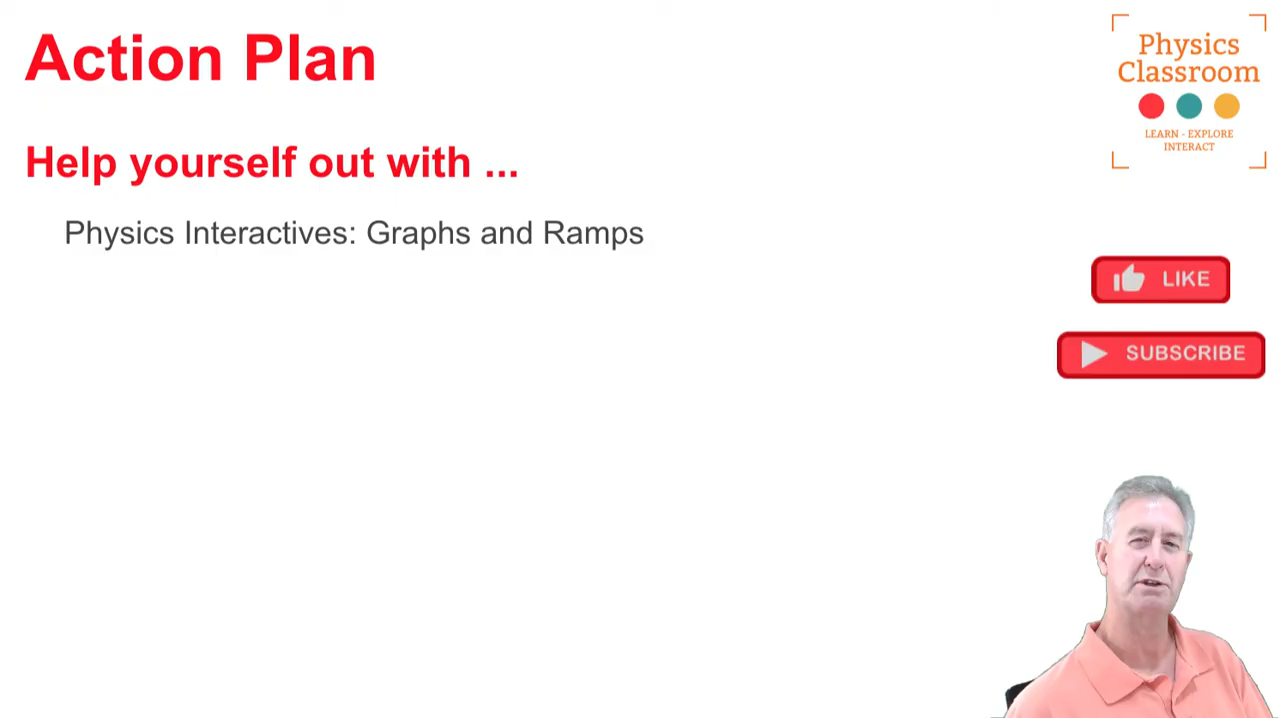 Action Plan
Help yourself out with ...
Physics Interactives: Graphs and Ramps
Physics
Classroom
LEARN - EXPLORE
INTERACT
LIKE
SUBSCRIBE